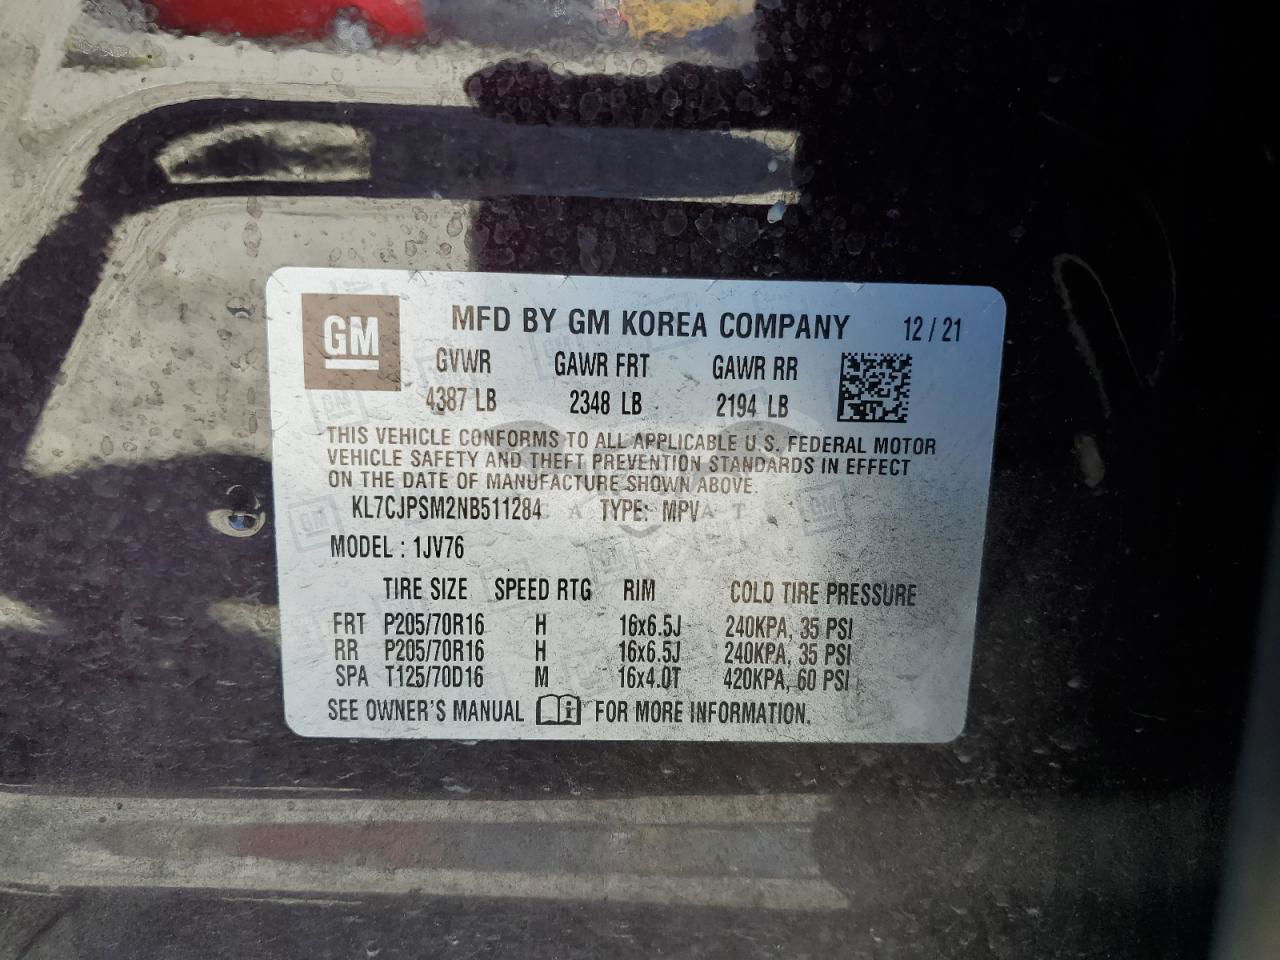 GM
MFD BY GM KOREA COMPANY 12/21
GVWR GAWR FRT GAWR RR
4387 LB 2348 LB 2194 LB
THIS VEHICLE CONFORMS TO ALL APPLICABLE U.S. FEDERAL MOTOR
VEHICLE SAFETY AND THEFT PREVENTION STANDARDS IN EFFECT
ON THE DATE OF MANUFACTURE SHOWN ABOVE.
KL7CJPSM2NB511284 TYPE: MPV
MODEL : 1JV76
TIRE SIZE SPEED RTG RIM COLD TIRE PRESSURE
FRT P205/70R16 H 16x6.5J 240KPA, 35 PSI
RR P205/70R16 H 16x6.5J 240KPA, 35 PSI
SPA T125/70D16 M 16x4.0T 420KPA, 60 PSI
SEE OWNER'S MANUAL FOR MORE INFORMATION.